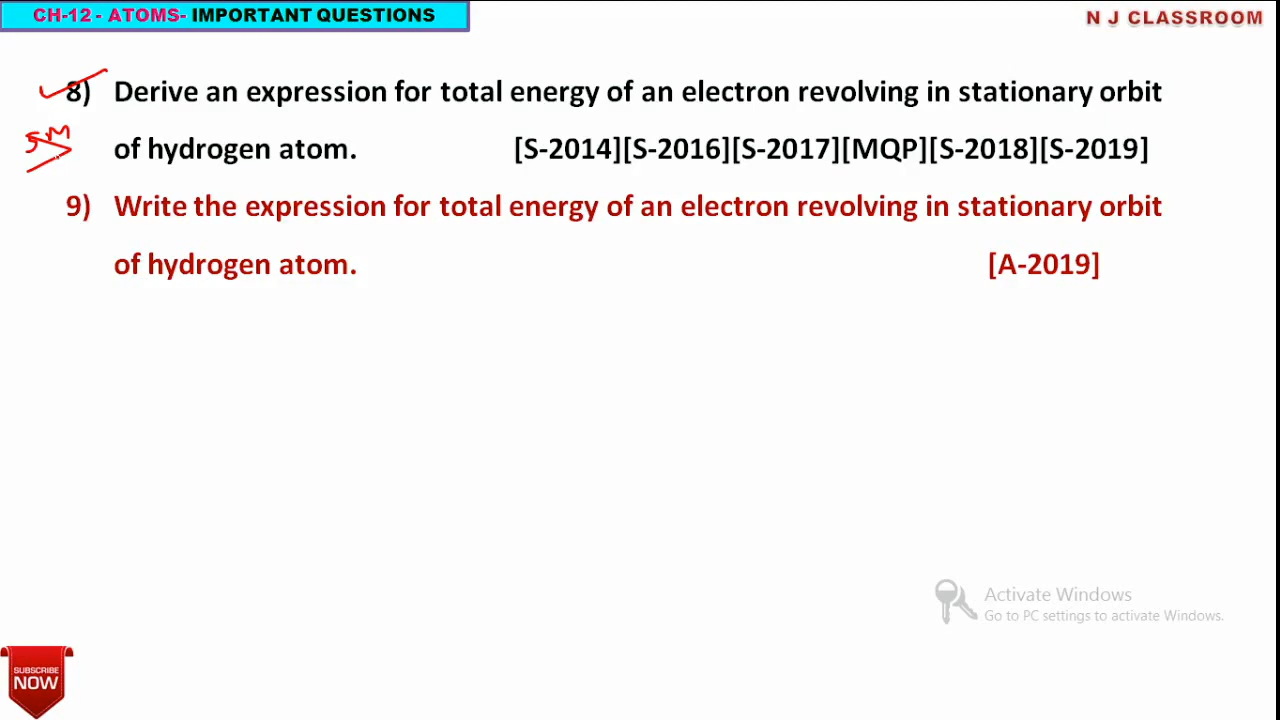 CH-12 - ATOMS- IMPORTANT QUESTIONS
N J CLASSROOM
8) Derive an expression for total energy of an electron revolving in stationary orbit
5M
of hydrogen atom. [S-2014][S-2016][S-2017][MQP][S-2018][S-2019]
9) Write the expression for total energy of an electron revolving in stationary orbit
of hydrogen atom. [A-2019]
Activate Windows
Go to PC settings to activate Windows.
SUBSCRIBE
NOW